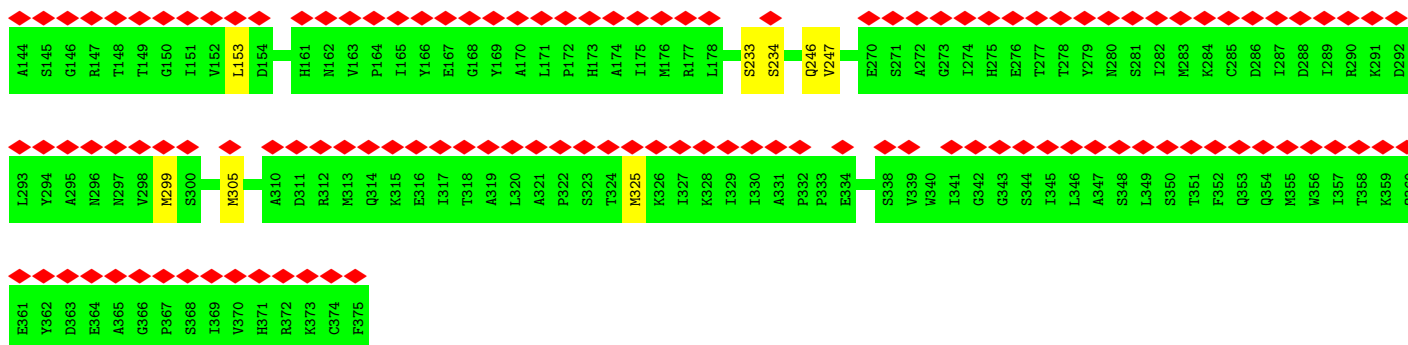 A144 S145 G146 R147 T148 T149 G150 I151 V152 L153 D154 H161 N162 V163 P164 I165 Y166 E167 G168 Y169 A170 L171 P172 H173 A174 I175 M176 R177 L178 S233 S234 Q246 V247 E270 S271 A272 G273 I274 H275 E276 T277 T278 Y279 N280 S281 I282 M283 K284 C285 D286 I287 D288 I289 R290 K291 D292
L293 Y294 A295 N296 N297 V298 M299 S300 M305 A310 D311 R312 M313 Q314 K315 E316 I317 T318 A319 L320 A321 P322 S323 T324 M325 K326 I327 K328 I329 I330 A331 P332 P333 E334 S338 V339 W340 I341 G342 G343 S344 I345 L346 A347 S348 L349 S350 T351 F352 Q353 Q354 M355 W356 I357 T358 K359
E361 Y362 D363 E364 A365 G366 P367 S368 I369 V370 H371 R372 K373 C374 F375